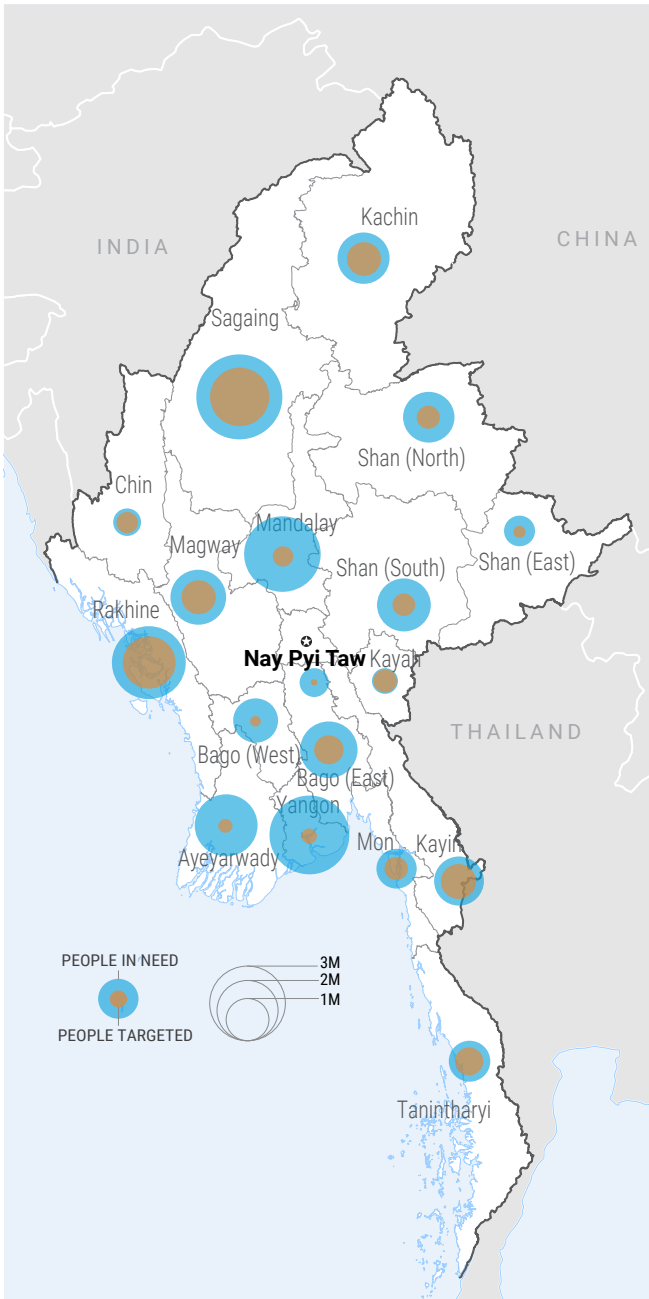 Kachin
CHINA
INDIA
Sagaing
Shan (North)
Chin
Mandalay
Magway
Shan (East)
Shan (South)
Rakhine
Nay Pyi Taw
Kayah
THAILAND
Bago (West)
Bago (East)
Yangon
Mon
Kayin
Ayeyarwady
PEOPLE IN NEED
PEOPLE TARGETED
3M
2M
1M
Tanintharyi